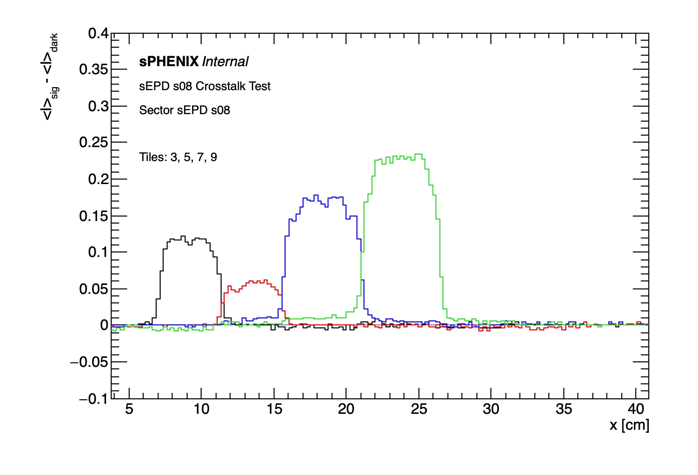 <I>sig - <I>dark
0.4
0.35
0.3
0.25
0.2
0.15
0.1
0.05
0
−0.05
−0.1
sPHENIX Internal
sEPD s08 Crosstalk Test
Sector sEPD s08
Tiles: 3, 5, 7, 9
5 10 15 20 25 30 35 40
x [cm]